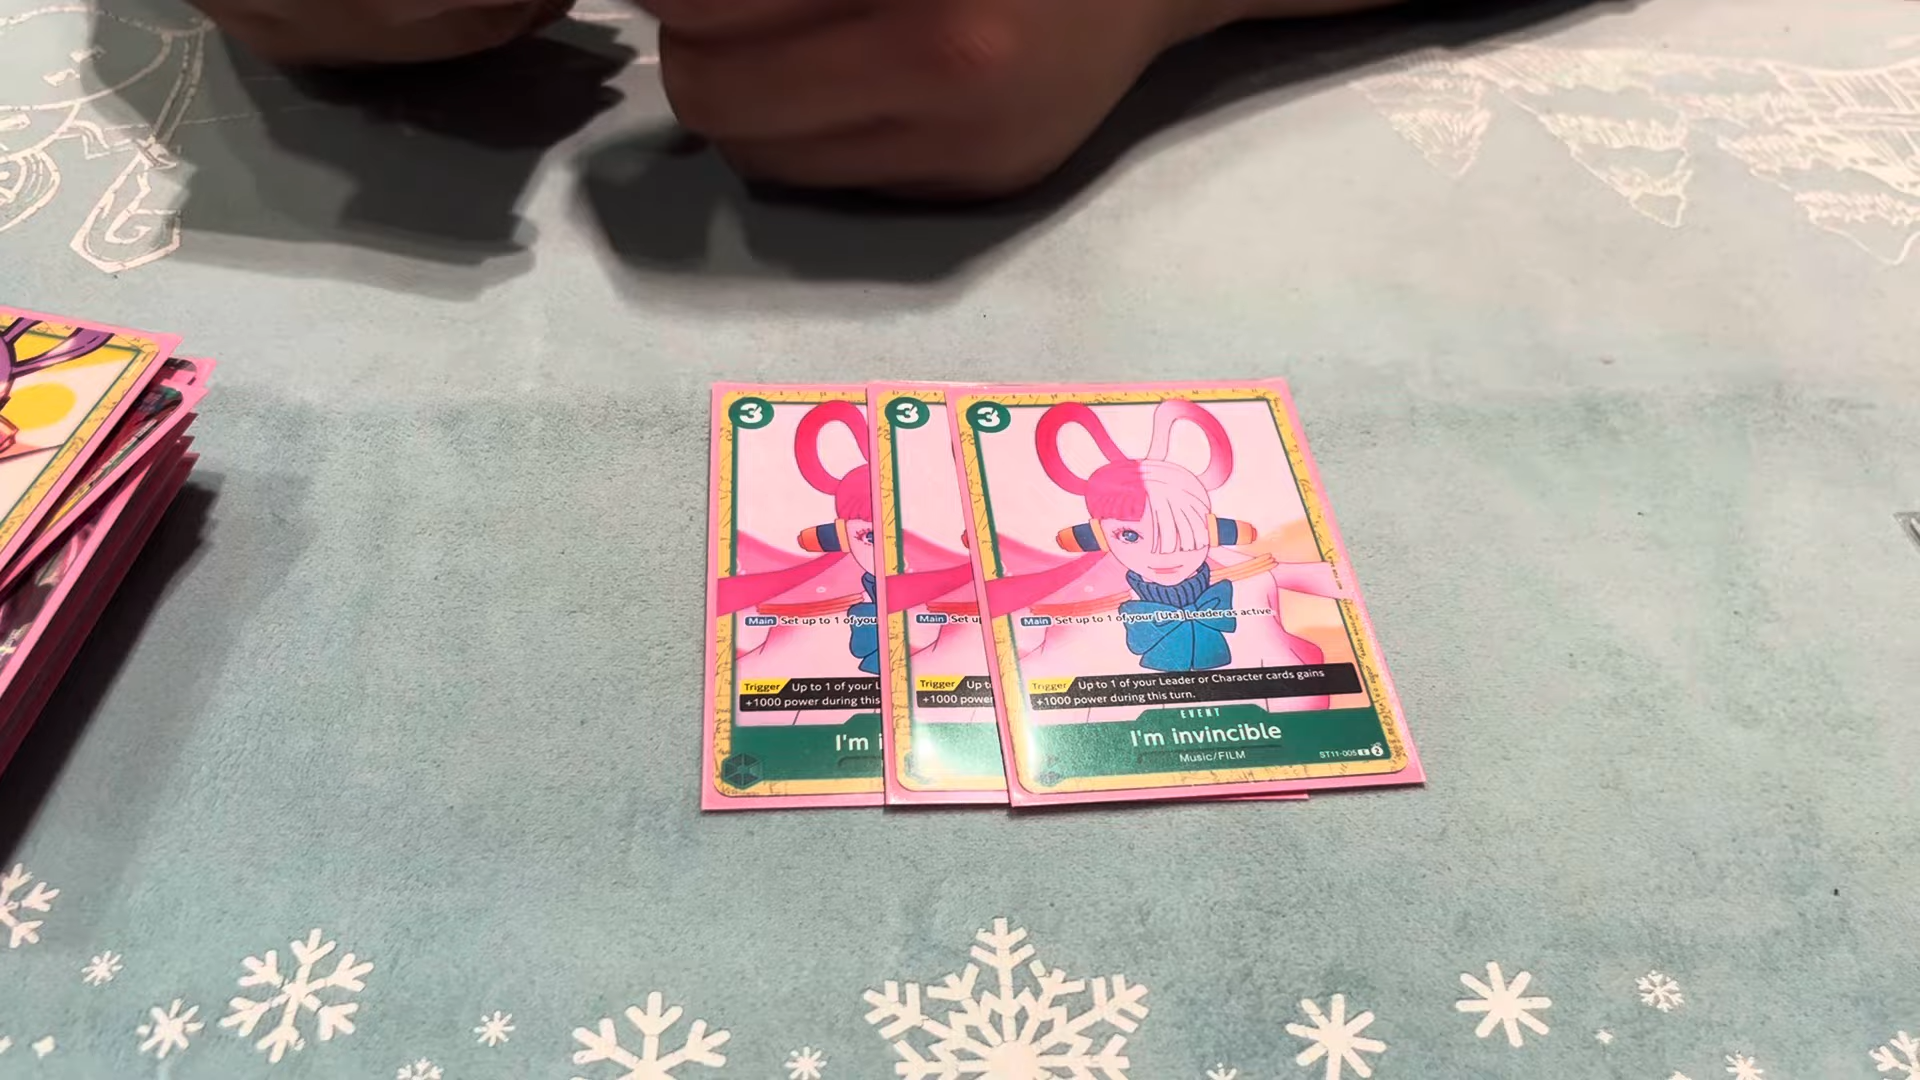 3
Main Set up to 1 of you
Trigger Up to 1 of your L
+1000 power during this
EVENT
I'm i
3
Main Set u
Trigger Up to
+1000 power
3
Main Set up to 1 of your [Uta] Leader as active.
Trigger Up to 1 of your Leader or Character cards gains
+1000 power during this turn.
EVENT
I'm invincible
Music/FILM
ST11-005